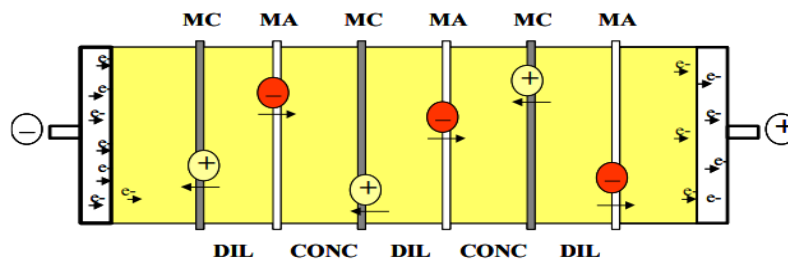 MC MA MC MA MC MA
e- e- e-
e- e- e-
− e- + − + − + − e- e- +
e- e-
e- e- e- e-
e-
DIL CONC DIL CONC DIL